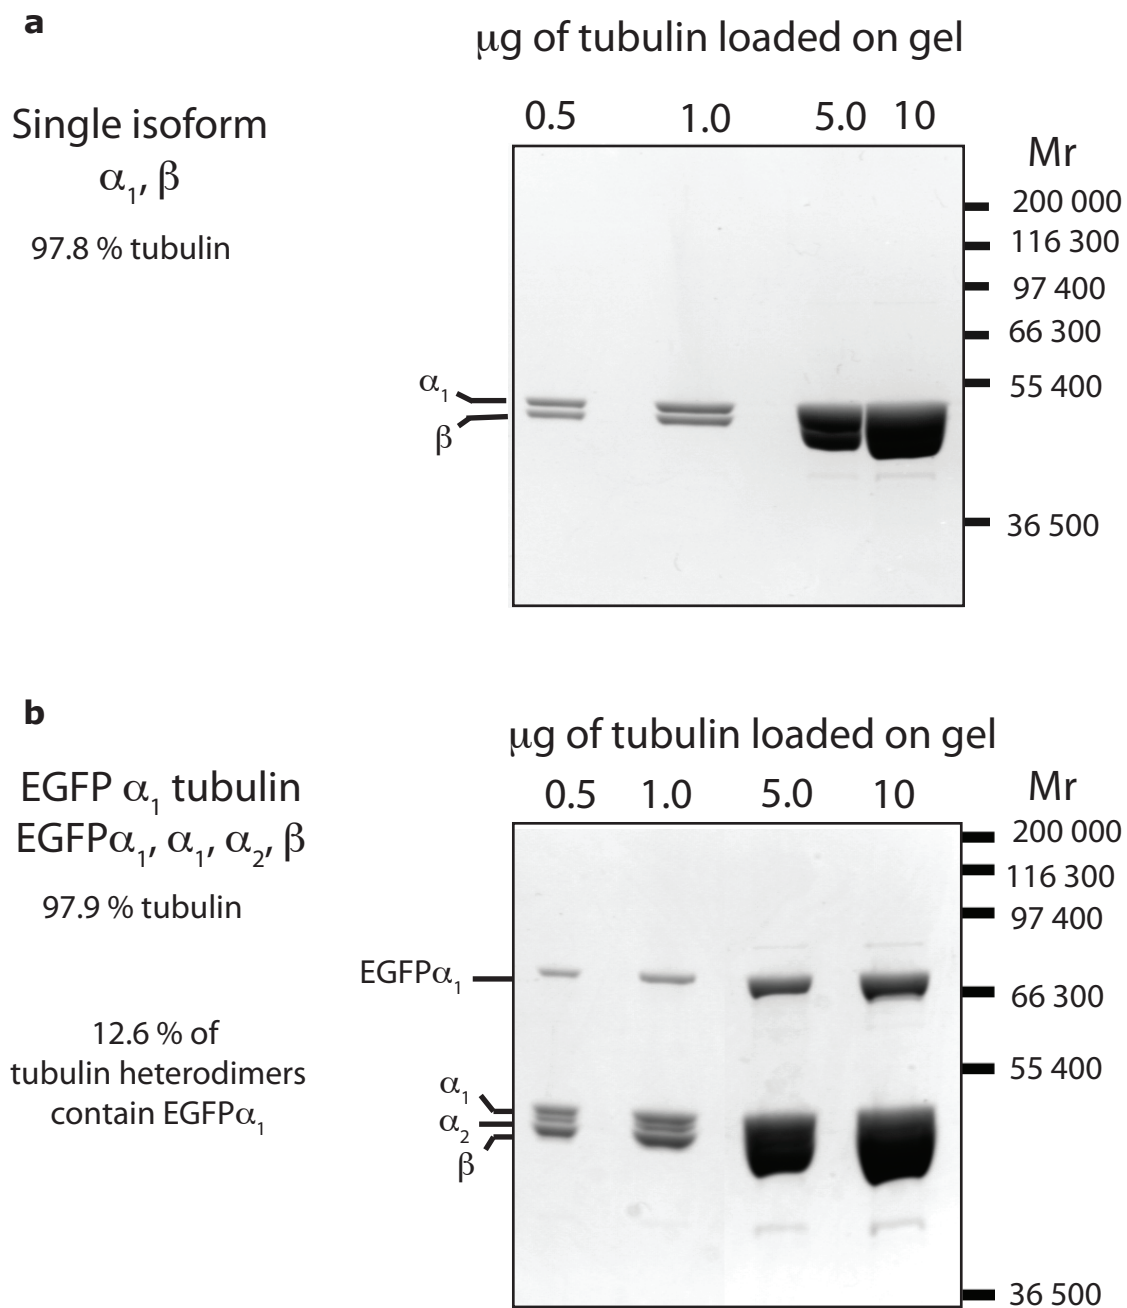 a
μg of tubulin loaded on gel
0.5 1.0 5.0 10
Single isoform
α1, β
97.8 % tubulin
Mr
200 000
116 300
97 400
66 300
55 400
36 500
α1
β
b
μg of tubulin loaded on gel
0.5 1.0 5.0 10
EGFP α1 tubulin
EGFPα1, α1, α2, β
97.9 % tubulin
12.6 % of
tubulin heterodimers
contain EGFPα1
Mr
200 000
116 300
97 400
66 300
55 400
36 500
EGFPα1
α1
α2
β